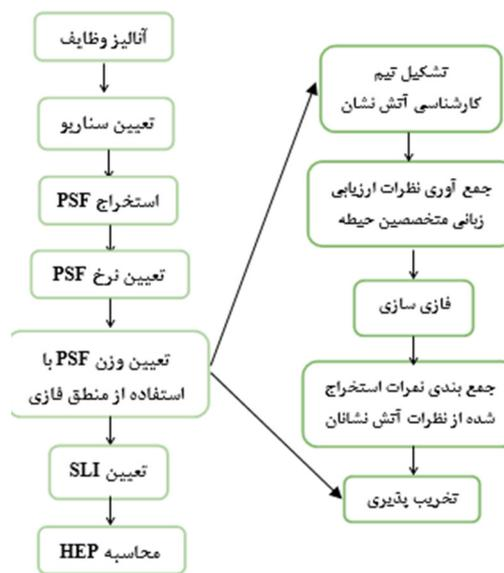 آنالیز وظایف
تعیین سناریو
استخراج PSF
تعیین نرخ PSF
تعیین وزن PSF با
استفاده از منطق فازی
تعیین SLI
محاسبه HEP
تشکیل تیم
کارشناسی آتش نشان
جمع آوری نظرات ارزیابی
زبانی متخصصین حیطه
فازی سازی
جمع بندی نمرات استخراج
شده از نظرات آتش نشانان
تخریب پذیری